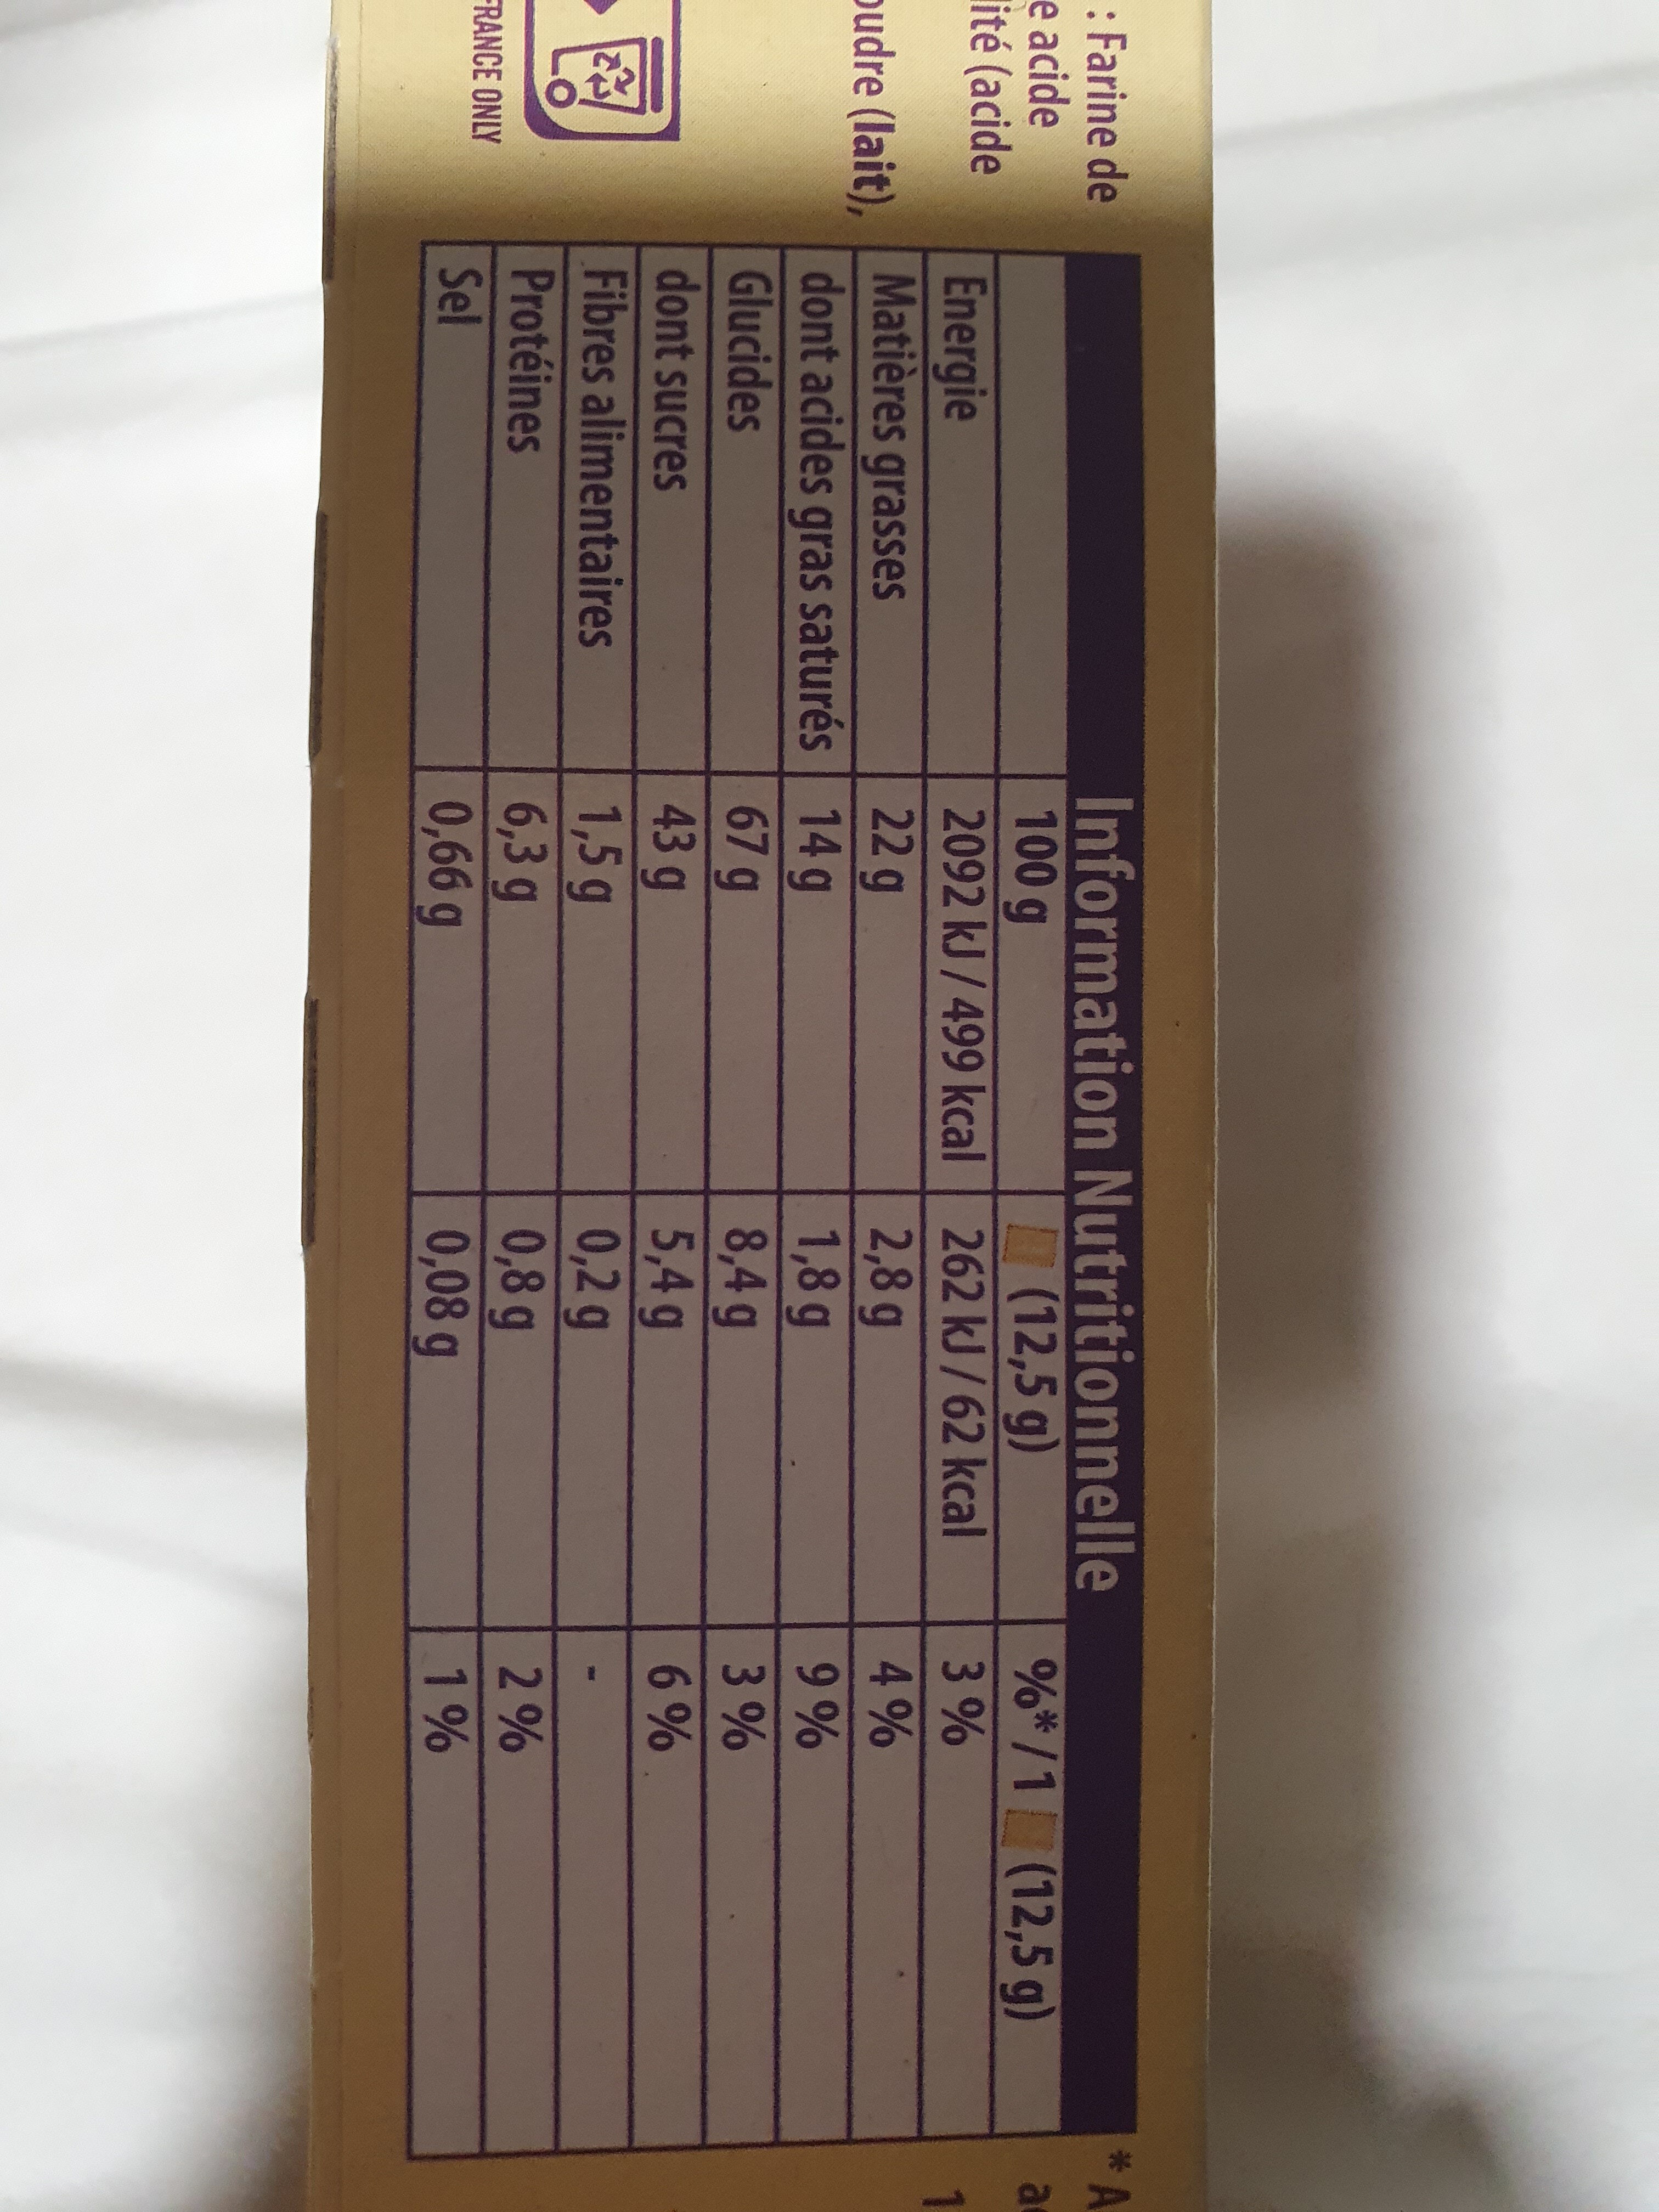 : Farine de
e acide
lité (acide
oudre (lait),
FRANCE ONLY
Information Nutritionnelle
100 g (12,5 g) %* / 1 (12,5 g)
Energie 2092 kJ / 499 kcal 262 kJ / 62 kcal 3 %
Matières grasses 22 g 2,8 g 4 %
dont acides gras saturés 14 g 1,8 g 9 %
Glucides 67 g 8,4 g 3 %
dont sucres 43 g 5,4 g 6 %
Fibres alimentaires 1,5 g 0,2 g -
Protéines 6,3 g 0,8 g 2 %
Sel 0,66 g 0,08 g 1 %
* A
1